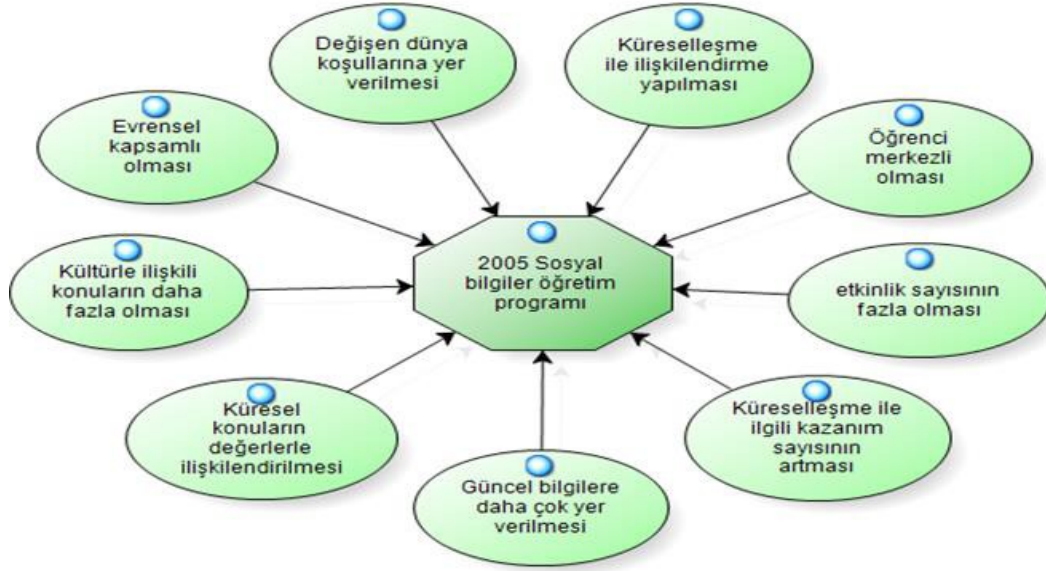 Değişen dünya
koşullarına yer
verilmesi
Küreselleşme
ile ilişkilendirme
yapılması
Evrensel
kapsamlı
olması
Öğrenci
merkezli
olması
2005 Sosyal
bilgiler öğretim
programı
Kültürle ilişkili
konuların daha
fazla olması
etkinlik sayısının
fazla olması
Küresel
konuların
değerlerle
ilişkilendirilmesi
Küreselleşme ile
ilgili kazanım
sayısının
artması
Güncel bilgilere
daha çok yer
verilmesi